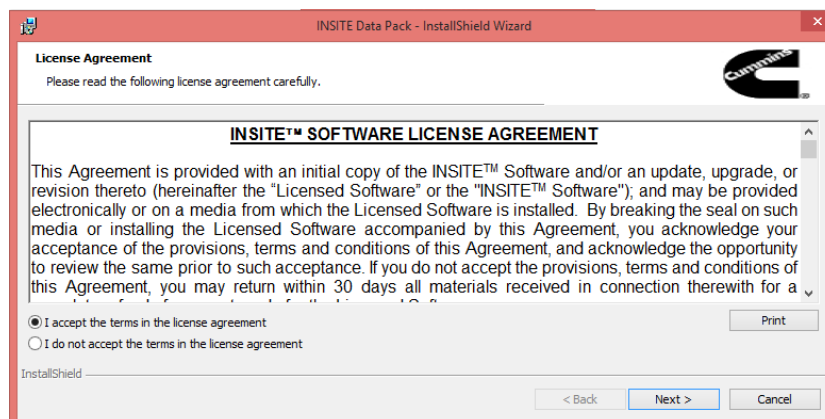 INSITE Data Pack - InstallShield Wizard
License Agreement
Please read the following license agreement carefully.
Cummins
INSITE™ SOFTWARE LICENSE AGREEMENT
This Agreement is provided with an initial copy of the INSITE™ Software and/or an update, upgrade, or
revision thereto (hereinafter the “Licensed Software” or the "INSITE™ Software"); and may be provided
electronically or on a media from which the Licensed Software is installed. By breaking the seal on such
media or installing the Licensed Software accompanied by this Agreement, you acknowledge your
acceptance of the provisions, terms and conditions of this Agreement, and acknowledge the opportunity
to review the same prior to such acceptance. If you do not accept the provisions, terms and conditions of
this Agreement, you may return within 30 days all materials received in connection therewith for a
I accept the terms in the license agreement
Print
I do not accept the terms in the license agreement
InstallShield
< Back
Next >
Cancel